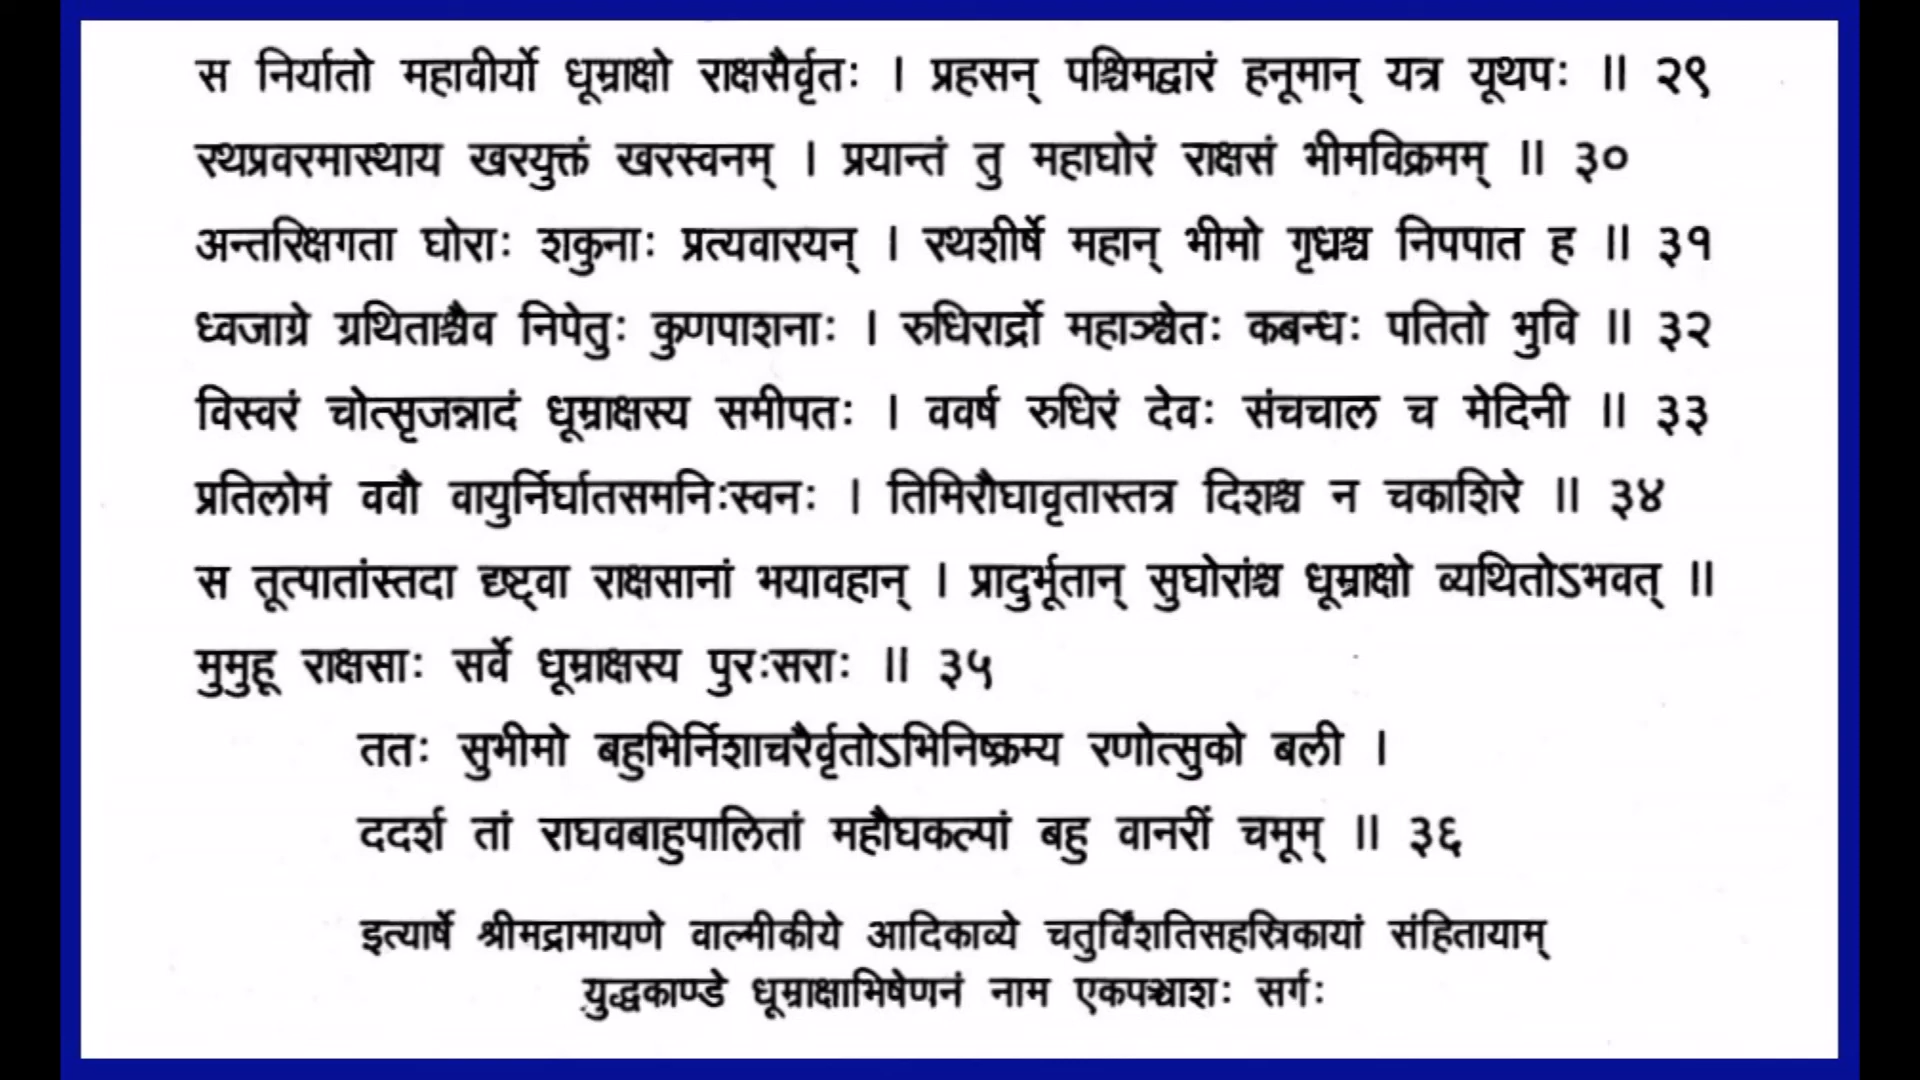 स निर्यातो महावीर्यो धूम्राक्षो राक्षसैर्वृतः । प्रहसन् पश्चिमद्वारं हनूमान् यत्र यूथपः ॥ २९
रथप्रवरमास्थाय खरयुक्तं खरस्वनम् । प्रयान्तं तु महाघोरं राक्षसं भीमविक्रमम् ॥ ३०
अन्तरिक्षगता घोराः शकुनाः प्रत्यवारयन् । रथशीर्षे महान् भीमो गृध्रश्च निपपात ह ॥ ३१
ध्वजाग्रे ग्रथिताश्चैव निपेतुः कुणपाशनाः । रुधिरार्द्रो महाञ्श्वेतः कबन्धः पतितो भुवि ॥ ३२
विस्वरं चोत्सृजन्नादं धूम्राक्षस्य समीपतः । ववर्ष रुधिरं देवः संचचाल च मेदिनी ॥ ३३
प्रतिलोमं ववौ वायुर्निर्घातसमनिःस्वनः । तिमिरौघावृतास्तत्र दिशश्च न चकाशिरे ॥ ३४
स तूत्पातांस्तदा दृष्ट्वा राक्षसानां भयावहान् । प्रादुर्भूतान् सुघोरांश्च धूम्राक्षो व्यथितोऽभवत् ॥
मुमुहू राक्षसाः सर्वे धूम्राक्षस्य पुरःसराः ॥ ३५
ततः सुभीमो बहुभिर्निशाचरैर्वृतोऽभिनिष्क्रम्य रणोत्सुको बली ।
ददर्श तां राघवबाहुपालितां महौघकल्पां बहु वानरीं चमूम् ॥ ३६
इत्यार्षे श्रीमद्रामायणे वाल्मीकीये आदिकाव्ये चतुर्विंशतिसहस्रिकायां संहितायाम्
युद्धकाण्डे धूम्राक्षाभिषेणनं नाम एकपञ्चाशः सर्गः